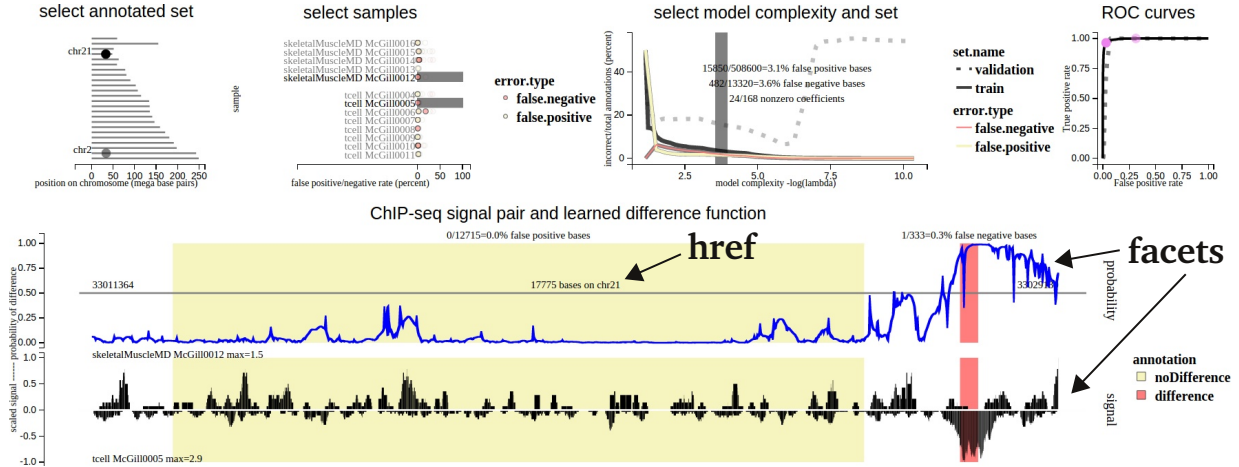 select annotated set
chr21
chr2
0 50 100 150 200 250
position on chromosome (mega base pairs)
select samples
sample
skeletalMuscleMD McGill0016
skeletalMuscleMD McGill0015
skeletalMuscleMD McGill0014
skeletalMuscleMD McGill0013
skeletalMuscleMD McGill0012
tcell McGill0004
tcell McGill0005
tcell McGill0006
tcell McGill0007
tcell McGill0008
tcell McGill0009
tcell McGill0010
tcell McGill0011
0 50 100
false positive/negative rate (percent)
error.type
false.negative
false.positive
select model complexity and set
incorrect/total annotations (percent)
40
20
0
15850/508600=3.1% false positive bases
482/13320=3.6% false negative bases
24/168 nonzero coefficients
2.5 5.0 7.5 10.0
model complexity -log(lambda)
set.name
validation
train
error.type
false.negative
false.positive
ROC curves
True positive rate
1.00
0.75
0.50
0.25
0.00
0.00 0.25 0.50 0.75 1.00
False positive rate
ChIP-seq signal pair and learned difference function
0/12715=0.0% false positive bases
1/333=0.3% false negative bases
href
facets
scaled signal ------ probability of difference
1.00
0.75
0.50
0.25
0.00
33011364
17775 bases on chr21
probability
skeletalMuscleMD McGill0012 max=1.5
1.0
0.5
0.0
-0.5
-1.0
tcell McGill0005 max=2.9
signal
annotation
noDifference
difference